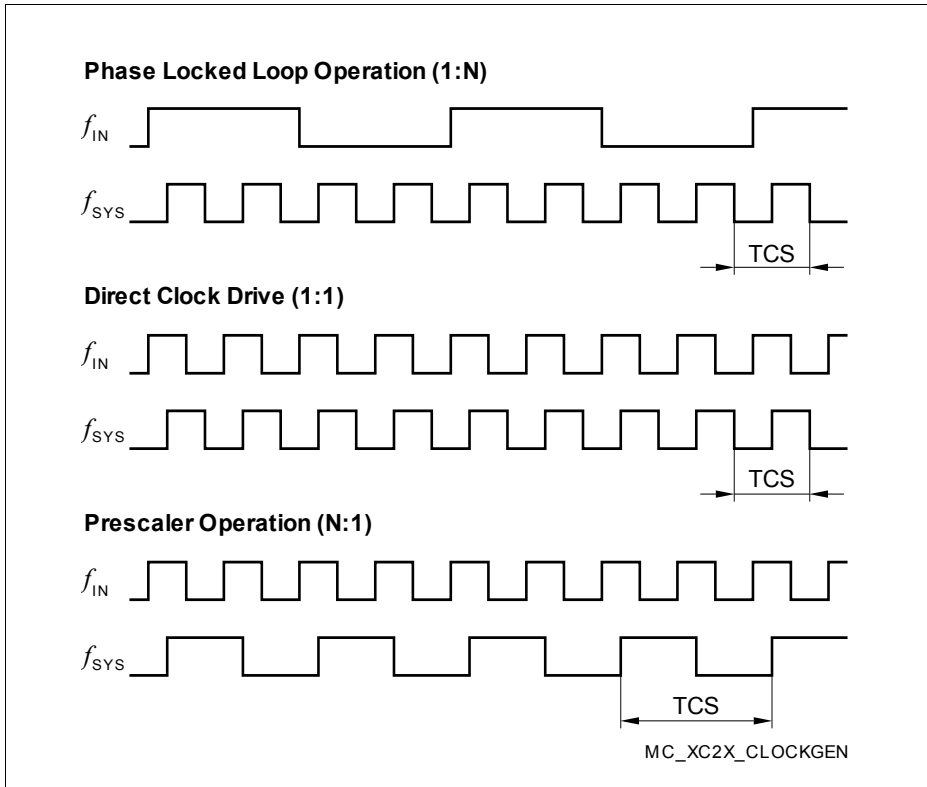 Phase Locked Loop Operation (1:N)
fIN
fSYS
TCS
Direct Clock Drive (1:1)
fIN
fSYS
TCS
Prescaler Operation (N:1)
fIN
fSYS
TCS
MC_XC2X_CLOCKGEN